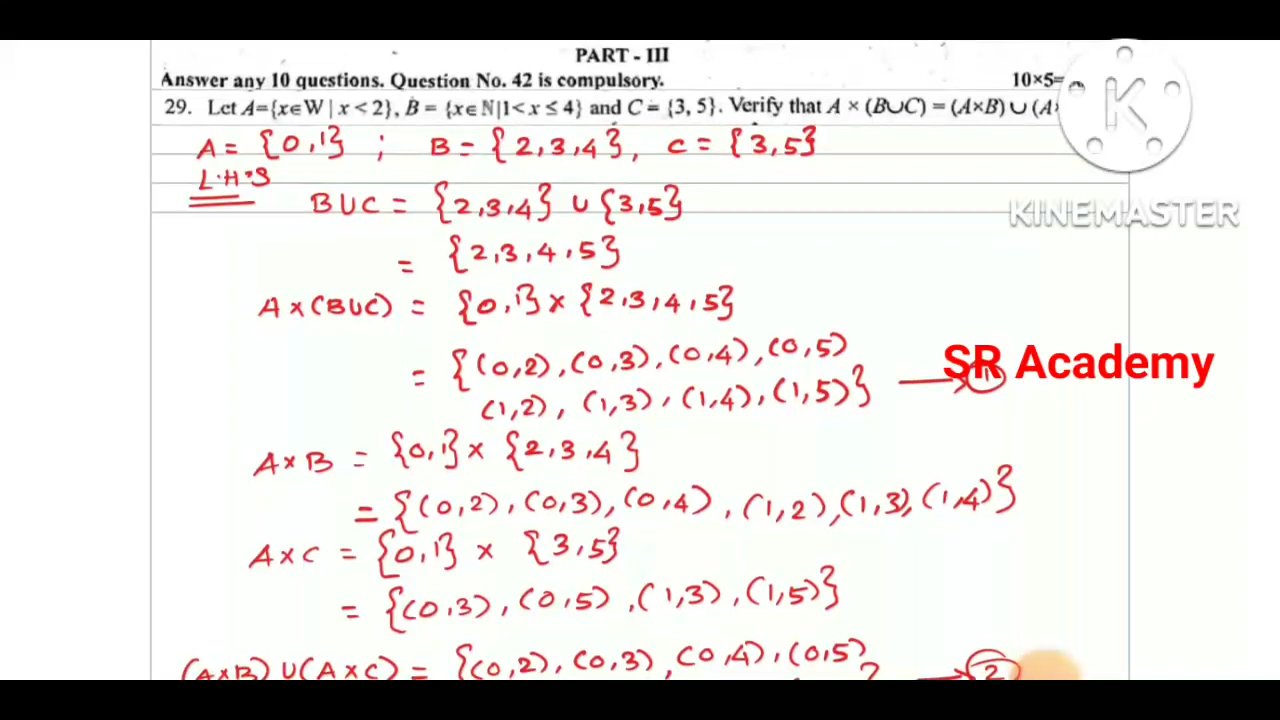 PART - III
Answer any 10 questions. Question No. 42 is compulsory. 10×5=
29. Let A={x∈W | x < 2}, B = {x∈N|1< x ≤ 4} and C = {3, 5}. Verify that A × (B∪C) = (A×B) ∪ (A
A = {0,1} ; B = {2,3,4}, C = {3,5}
L.H.S
B∪C = {2,3,4} ∪ {3,5}
= {2,3,4,5}
A×(B∪C) = {0,1} × {2,3,4,5}
= {(0,2),(0,3),(0,4),(0,5)
(1,2),(1,3),(1,4),(1,5)} → ①
A×B = {0,1} × {2,3,4}
= {(0,2),(0,3),(0,4),(1,2),(1,3),(1,4)}
A×C = {0,1} × {3,5}
= {(0,3),(0,5),(1,3),(1,5)}
(A×B)∪(A×C) = {(0,2),(0,3),(0,4),(0,5) → ②
KINEMASTER
SR Academy